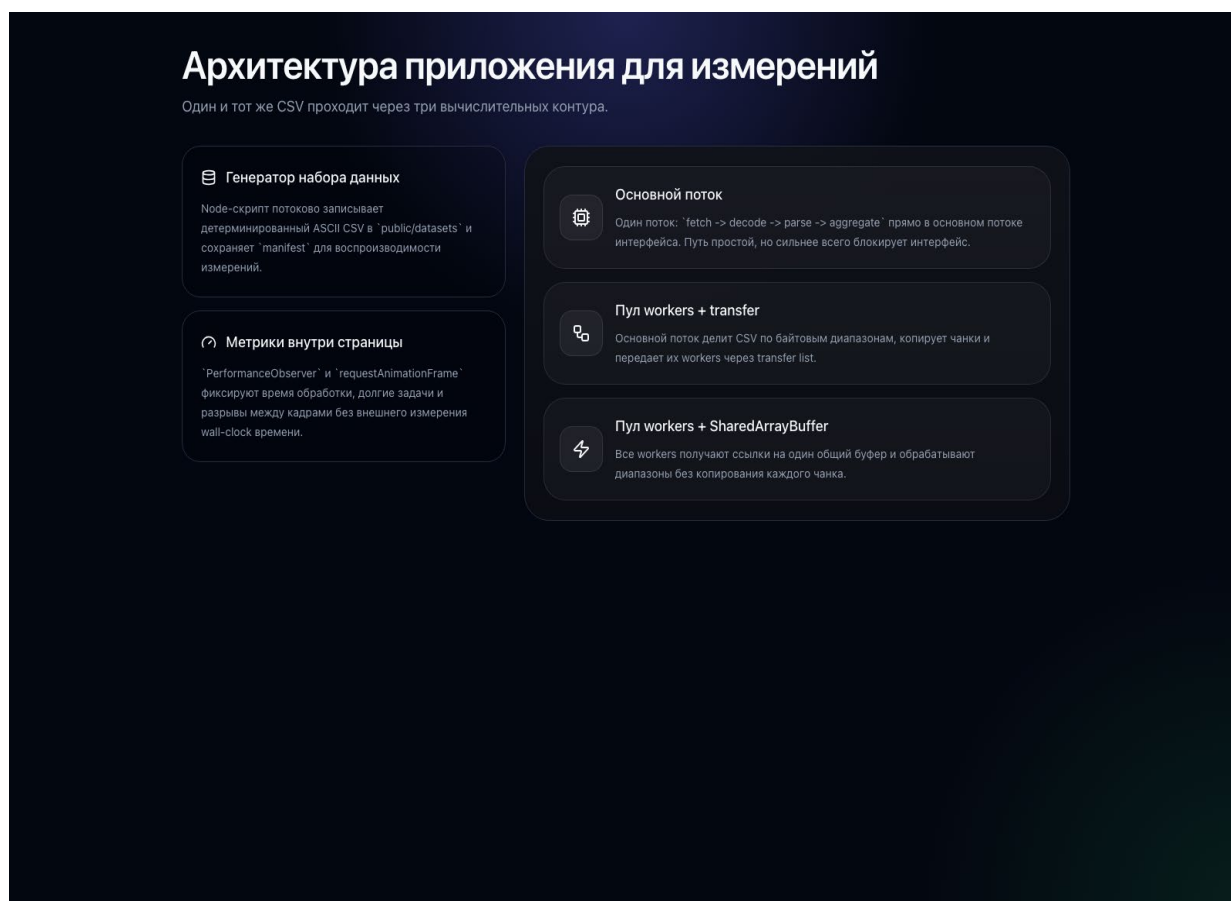 Архитектура приложения для измерений
Один и тот же CSV проходит через три вычислительных контура.
Генератор набора данных
Node-скрипт потоково записывает
детерминированный ASCII CSV в `public/datasets` и
сохраняет `manifest` для воспроизводимости
измерений.
Метрики внутри страницы
`PerformanceObserver` и `requestAnimationFrame`
фиксируют время обработки, долгие задачи и
разрывы между кадрами без внешнего измерения
wall-clock времени.
Основной поток
Один поток: `fetch -> decode -> parse -> aggregate` прямо в основном потоке
интерфейса. Путь простой, но сильнее всего блокирует интерфейс.
Пул workers + transfer
Основной поток делит CSV по байтовым диапазонам, копирует чанки и
передает их workers через transfer list.
Пул workers + SharedArrayBuffer
Все workers получают ссылки на один общий буфер и обрабатывают
диапазоны без копирования каждого чанка.